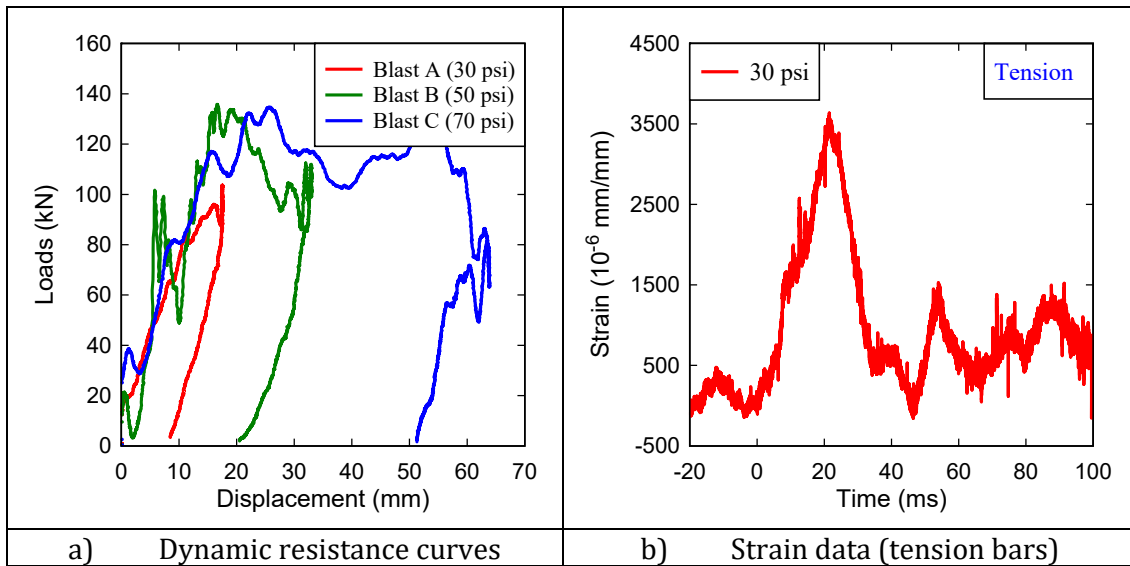 160
140
120
100
80
60
40
20
0
Loads (kN)
Blast A (30 psi)
Blast B (50 psi)
Blast C (70 psi)
0 10 20 30 40 50 60 70
Displacement (mm)
4500
3500
2500
1500
500
-500
Strain (10-6 mm/mm)
30 psi
Tension
-20 0 20 40 60 80 100
Time (ms)
a) Dynamic resistance curves
b) Strain data (tension bars)